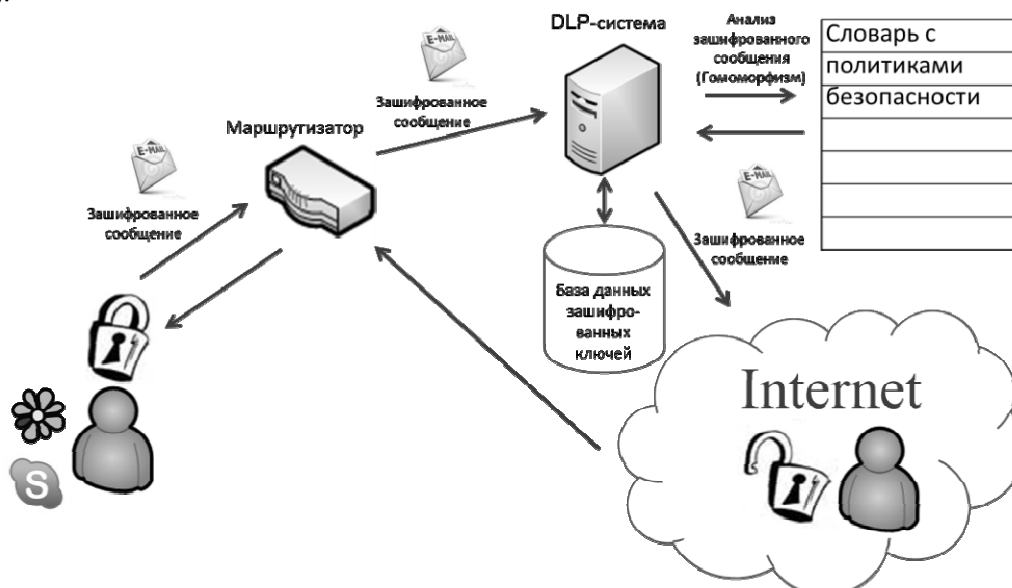 DLP-система
Анализ
зашифрованного
сообщения
(Гомоморфизм)
Словарь с
политиками
безопасности
E-MAIL
Зашифрованное
сообщение
Маршрутизатор
E-MAIL
Зашифрованное
сообщение
E-MAIL
Зашифрованное
сообщение
База данных
зашифро-
ванных
ключей
Internet
S